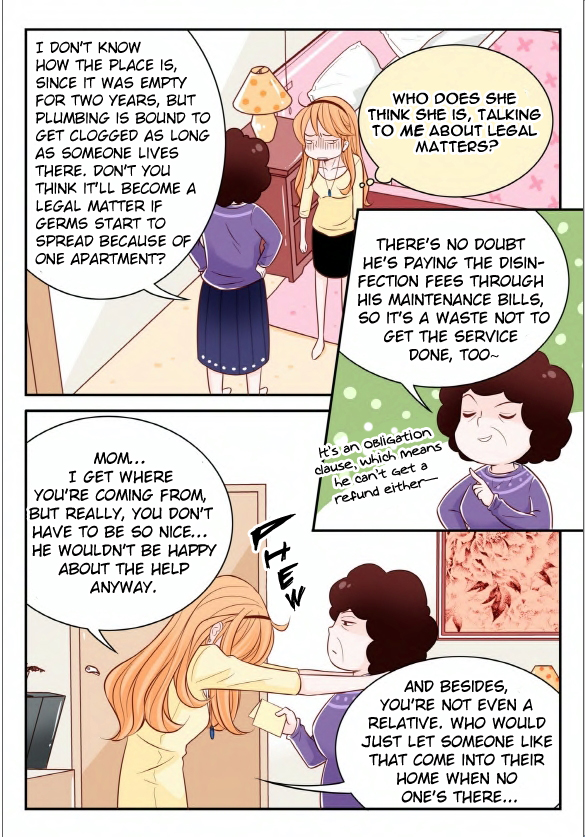 I DON'T KNOW
HOW THE PLACE IS,
SINCE IT WAS EMPTY
FOR TWO YEARS, BUT
PLUMBING IS BOUND TO
GET CLOGGED AS LONG
AS SOMEONE LIVES
THERE. DON'T YOU
THINK IT'LL BECOME A
LEGAL MATTER IF
GERMS START TO
SPREAD BECAUSE OF
ONE APARTMENT?
WHO DOES SHE
THINK SHE IS, TALKING
TO ME ABOUT LEGAL
MATTERS?
THERE'S NO DOUBT
HE'S PAYING THE DISIN-
FECTION FEES THROUGH
HIS MAINTENANCE BILLS,
SO IT'S A WASTE NOT TO
GET THE SERVICE
DONE, TOO~
It's an obligation
clause, which means
he can't get a
refund either—
MOM...
I GET WHERE
YOU'RE COMING FROM,
BUT REALLY, YOU DON'T
HAVE TO BE SO NICE...
HE WOULDN'T BE HAPPY
ABOUT THE HELP
ANYWAY.
PHEW
AND BESIDES,
YOU'RE NOT EVEN A
RELATIVE. WHO WOULD
JUST LET SOMEONE LIKE
THAT COME INTO THEIR
HOME WHEN NO
ONE'S THERE...